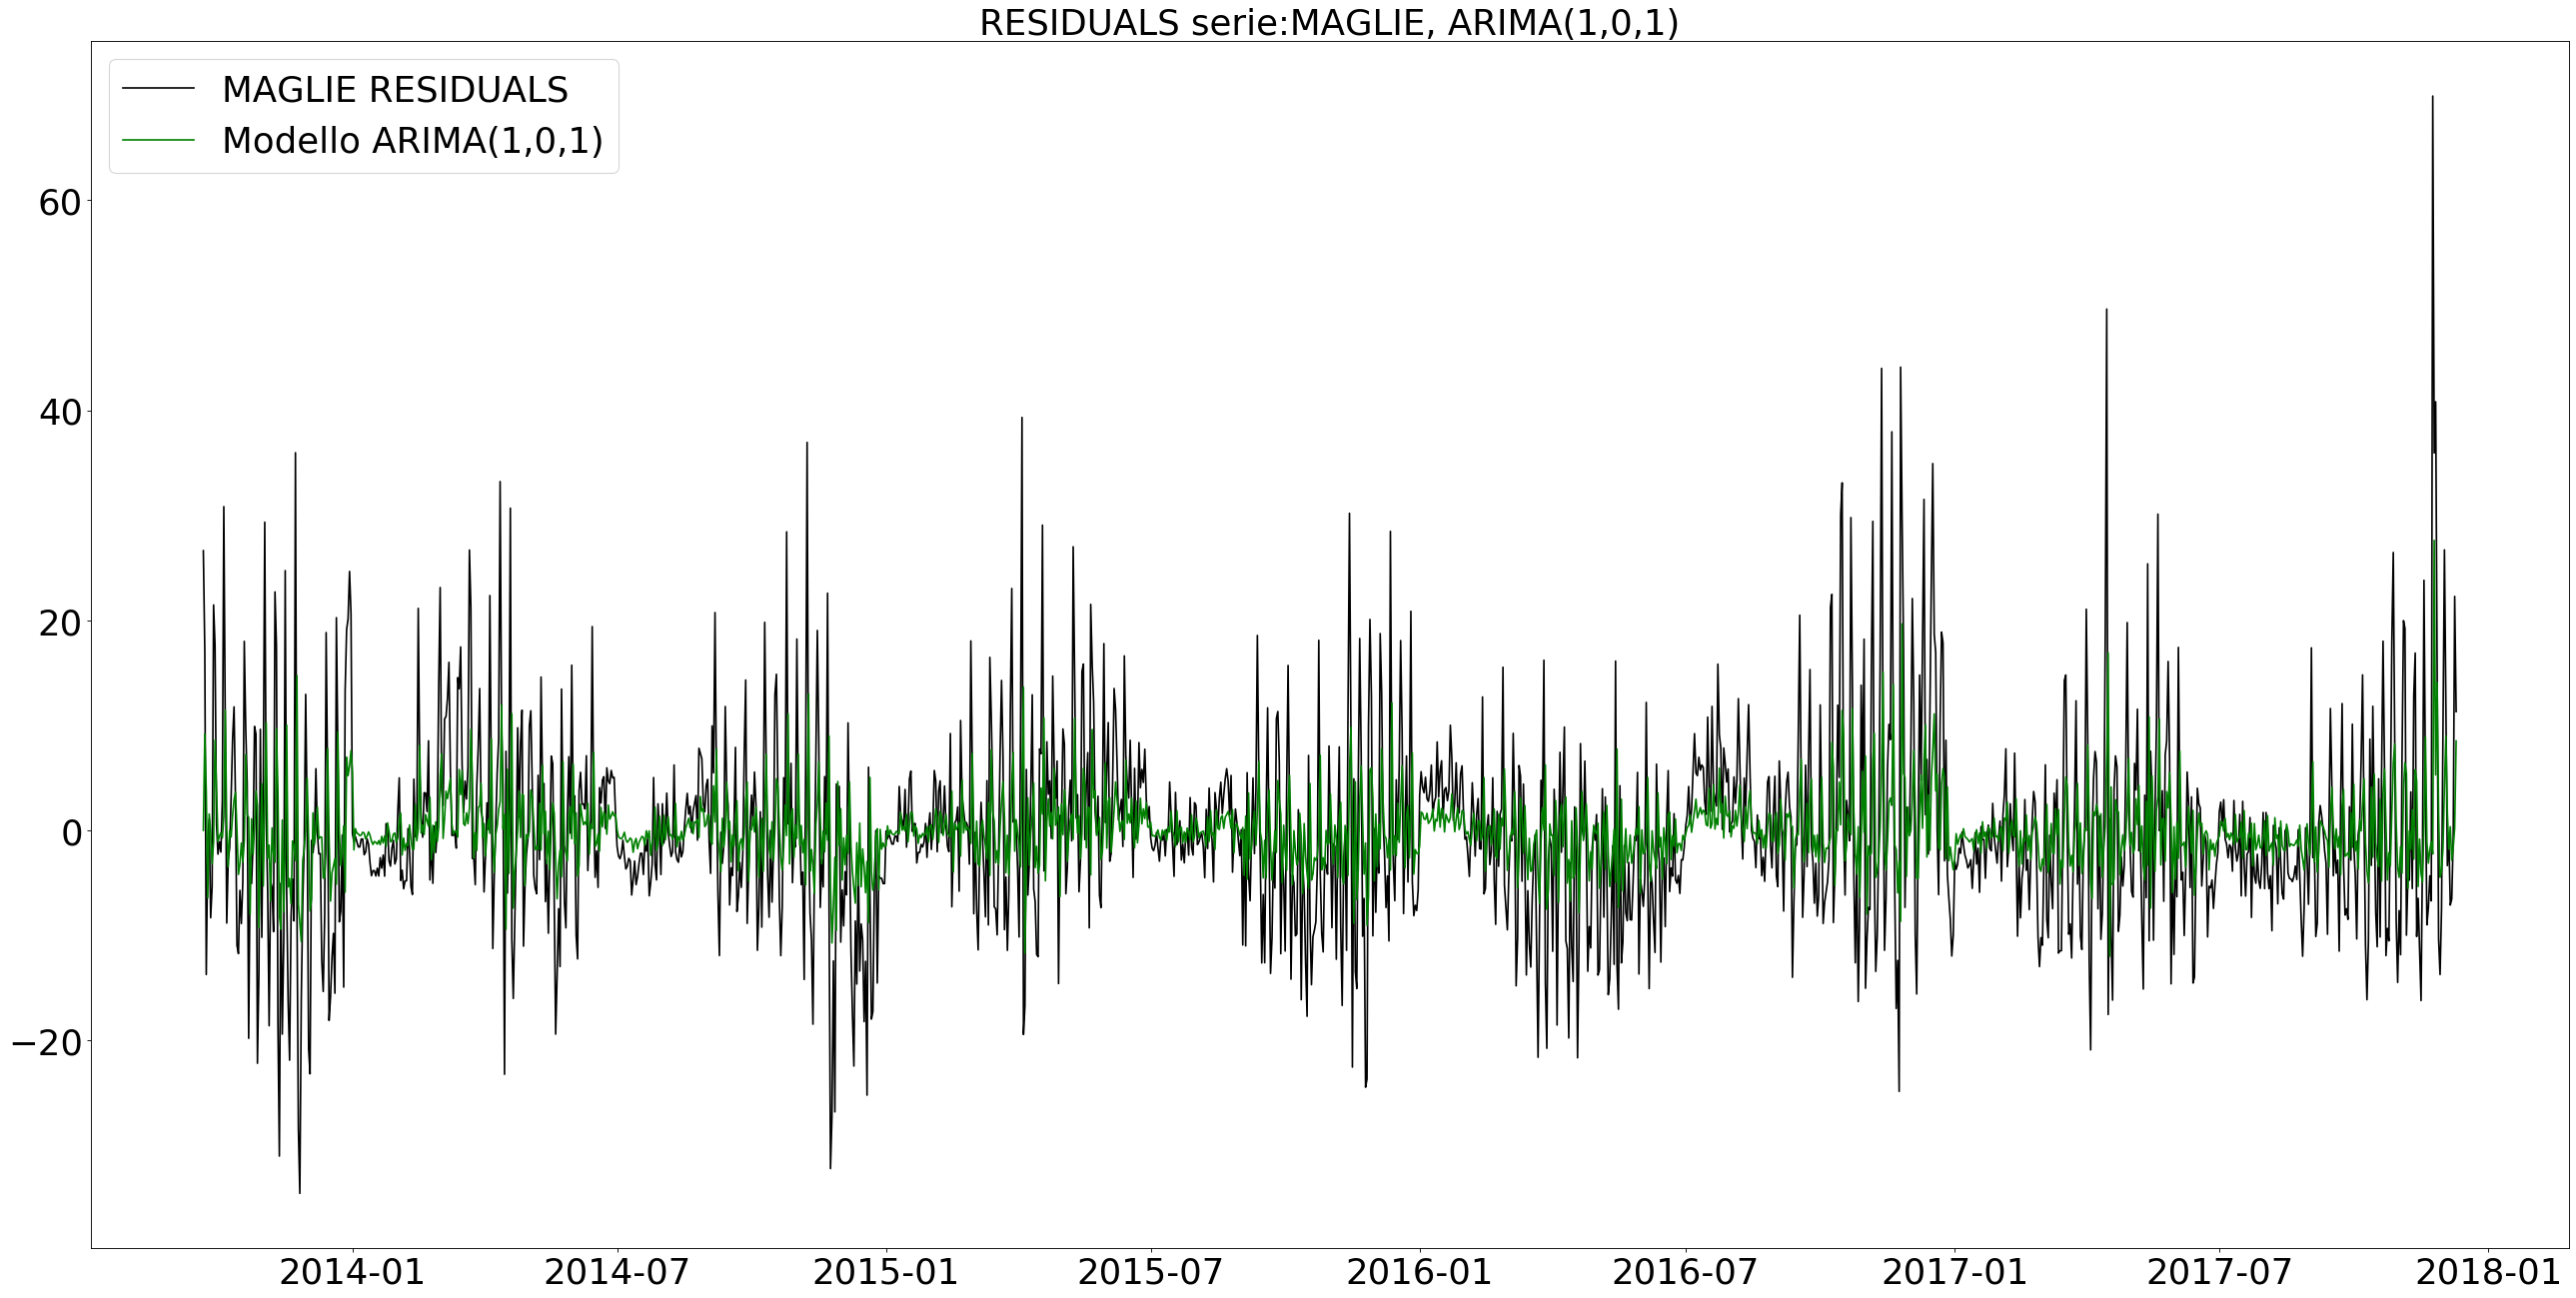 RESIDUALS serie:MAGLIE, ARIMA(1,0,1)
MAGLIE RESIDUALS
Modello ARIMA(1,0,1)
60
40
20
0
−20
2014-01 2014-07 2015-01 2015-07 2016-01 2016-07 2017-01 2017-07 2018-01